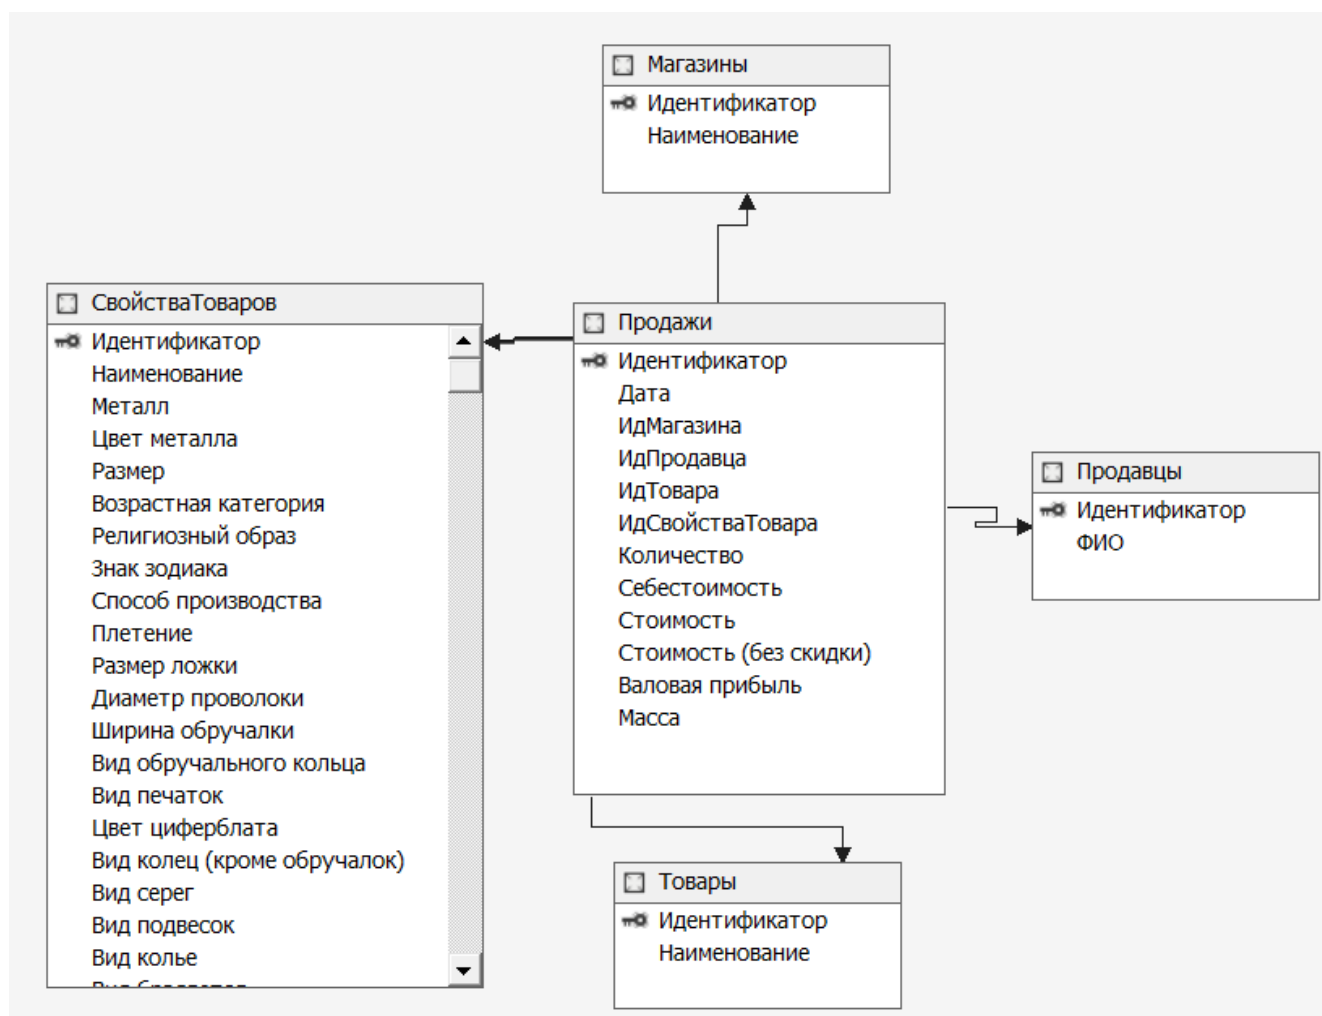 Магазины
Идентификатор
Наименование
СвойстваТоваров
Идентификатор
Наименование
Металл
Цвет металла
Размер
Возрастная категория
Религиозный образ
Знак зодиака
Способ производства
Плетение
Размер ложки
Диаметр проволоки
Ширина обручалки
Вид обручального кольца
Вид печаток
Цвет циферблата
Вид колец (кроме обручалок)
Вид серег
Вид подвесок
Вид колье
Продажи
Идентификатор
Дата
ИдМагазина
ИдПродавца
ИдТовара
ИдСвойстваТовара
Количество
Себестоимость
Стоимость
Стоимость (без скидки)
Валовая прибыль
Масса
Продавцы
Идентификатор
ФИО
Товары
Идентификатор
Наименование